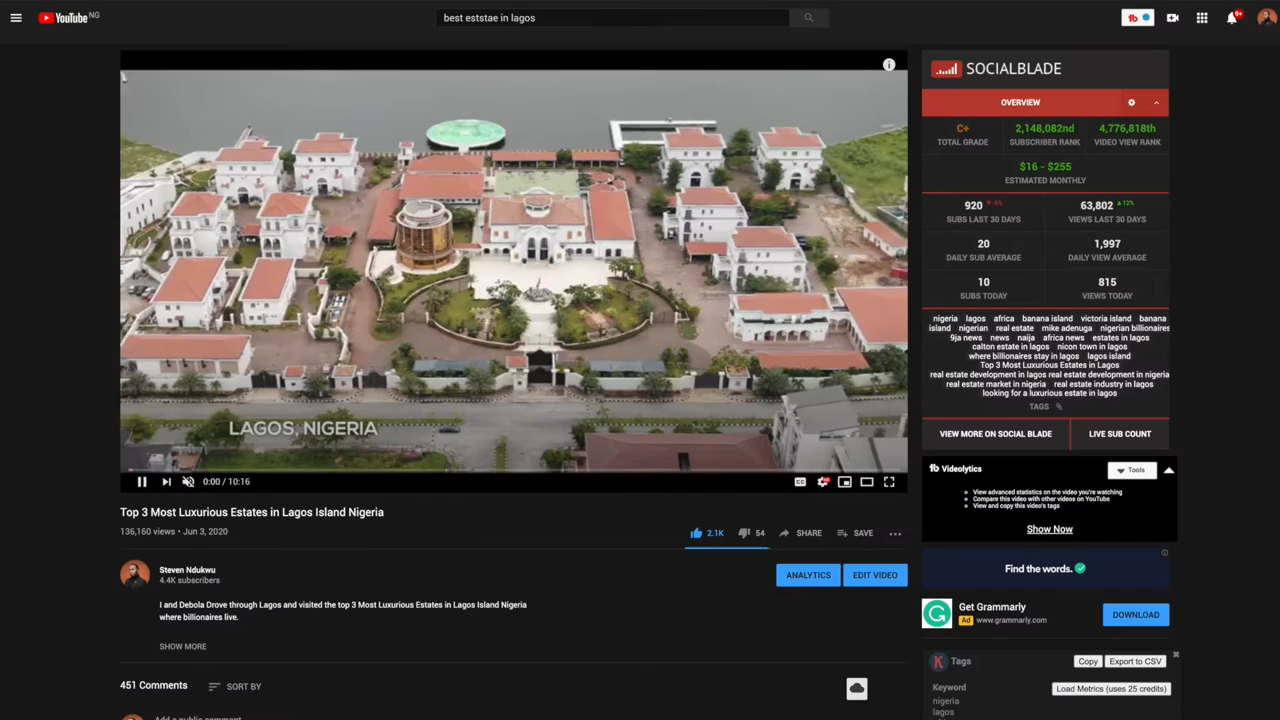 YouTube NG
best eststae in lagos
9+
LAGOS, NIGERIA
0:00 / 10:16
Top 3 Most Luxurious Estates in Lagos Island Nigeria
136,160 views • Jun 3, 2020
2.1K
54
SHARE
SAVE
Steven Ndukwu
4.4K subscribers
ANALYTICS
EDIT VIDEO
I and Debola Drove through Lagos and visited the top 3 Most Luxurious Estates in Lagos Island Nigeria
where billionaires live.
SHOW MORE
451 Comments
SORT BY
Add a public comment...
SOCIALBLADE
OVERVIEW
C+ 2,148,082nd 4,776,818th
TOTAL GRADE SUBSCRIBER RANK VIDEO VIEW RANK
$16 - $255
ESTIMATED MONTHLY
920 63,802 ▲12%
SUBS LAST 30 DAYS VIEWS LAST 30 DAYS
20 1,997
DAILY SUB AVERAGE DAILY VIEW AVERAGE
10 815
SUBS TODAY VIEWS TODAY
nigeria lagos africa banana island victoria island banana
island nigerian real estate mike adenuga nigerian billionaires
9ja news news naija africa news estates in lagos
calton estate in lagos nicon town in lagos
where billionaires stay in lagos lagos island
Top 3 Most Luxurious Estates in Lagos
real estate development in lagos real estate development in nigeria
real estate market in nigeria real estate industry in lagos
looking for a luxurious estate in lagos
TAGS
VIEW MORE ON SOCIAL BLADE LIVE SUB COUNT
Videolytics
Tools
View advanced statistics on the video you're watching
Compare this video with other videos on YouTube
View and copy this video's tags
Show Now
Find the words.
Get Grammarly
Ad www.grammarly.com
DOWNLOAD
K Tags
Copy Export to CSV
Keyword
Load Metrics (uses 25 credits)
nigeria
lagos